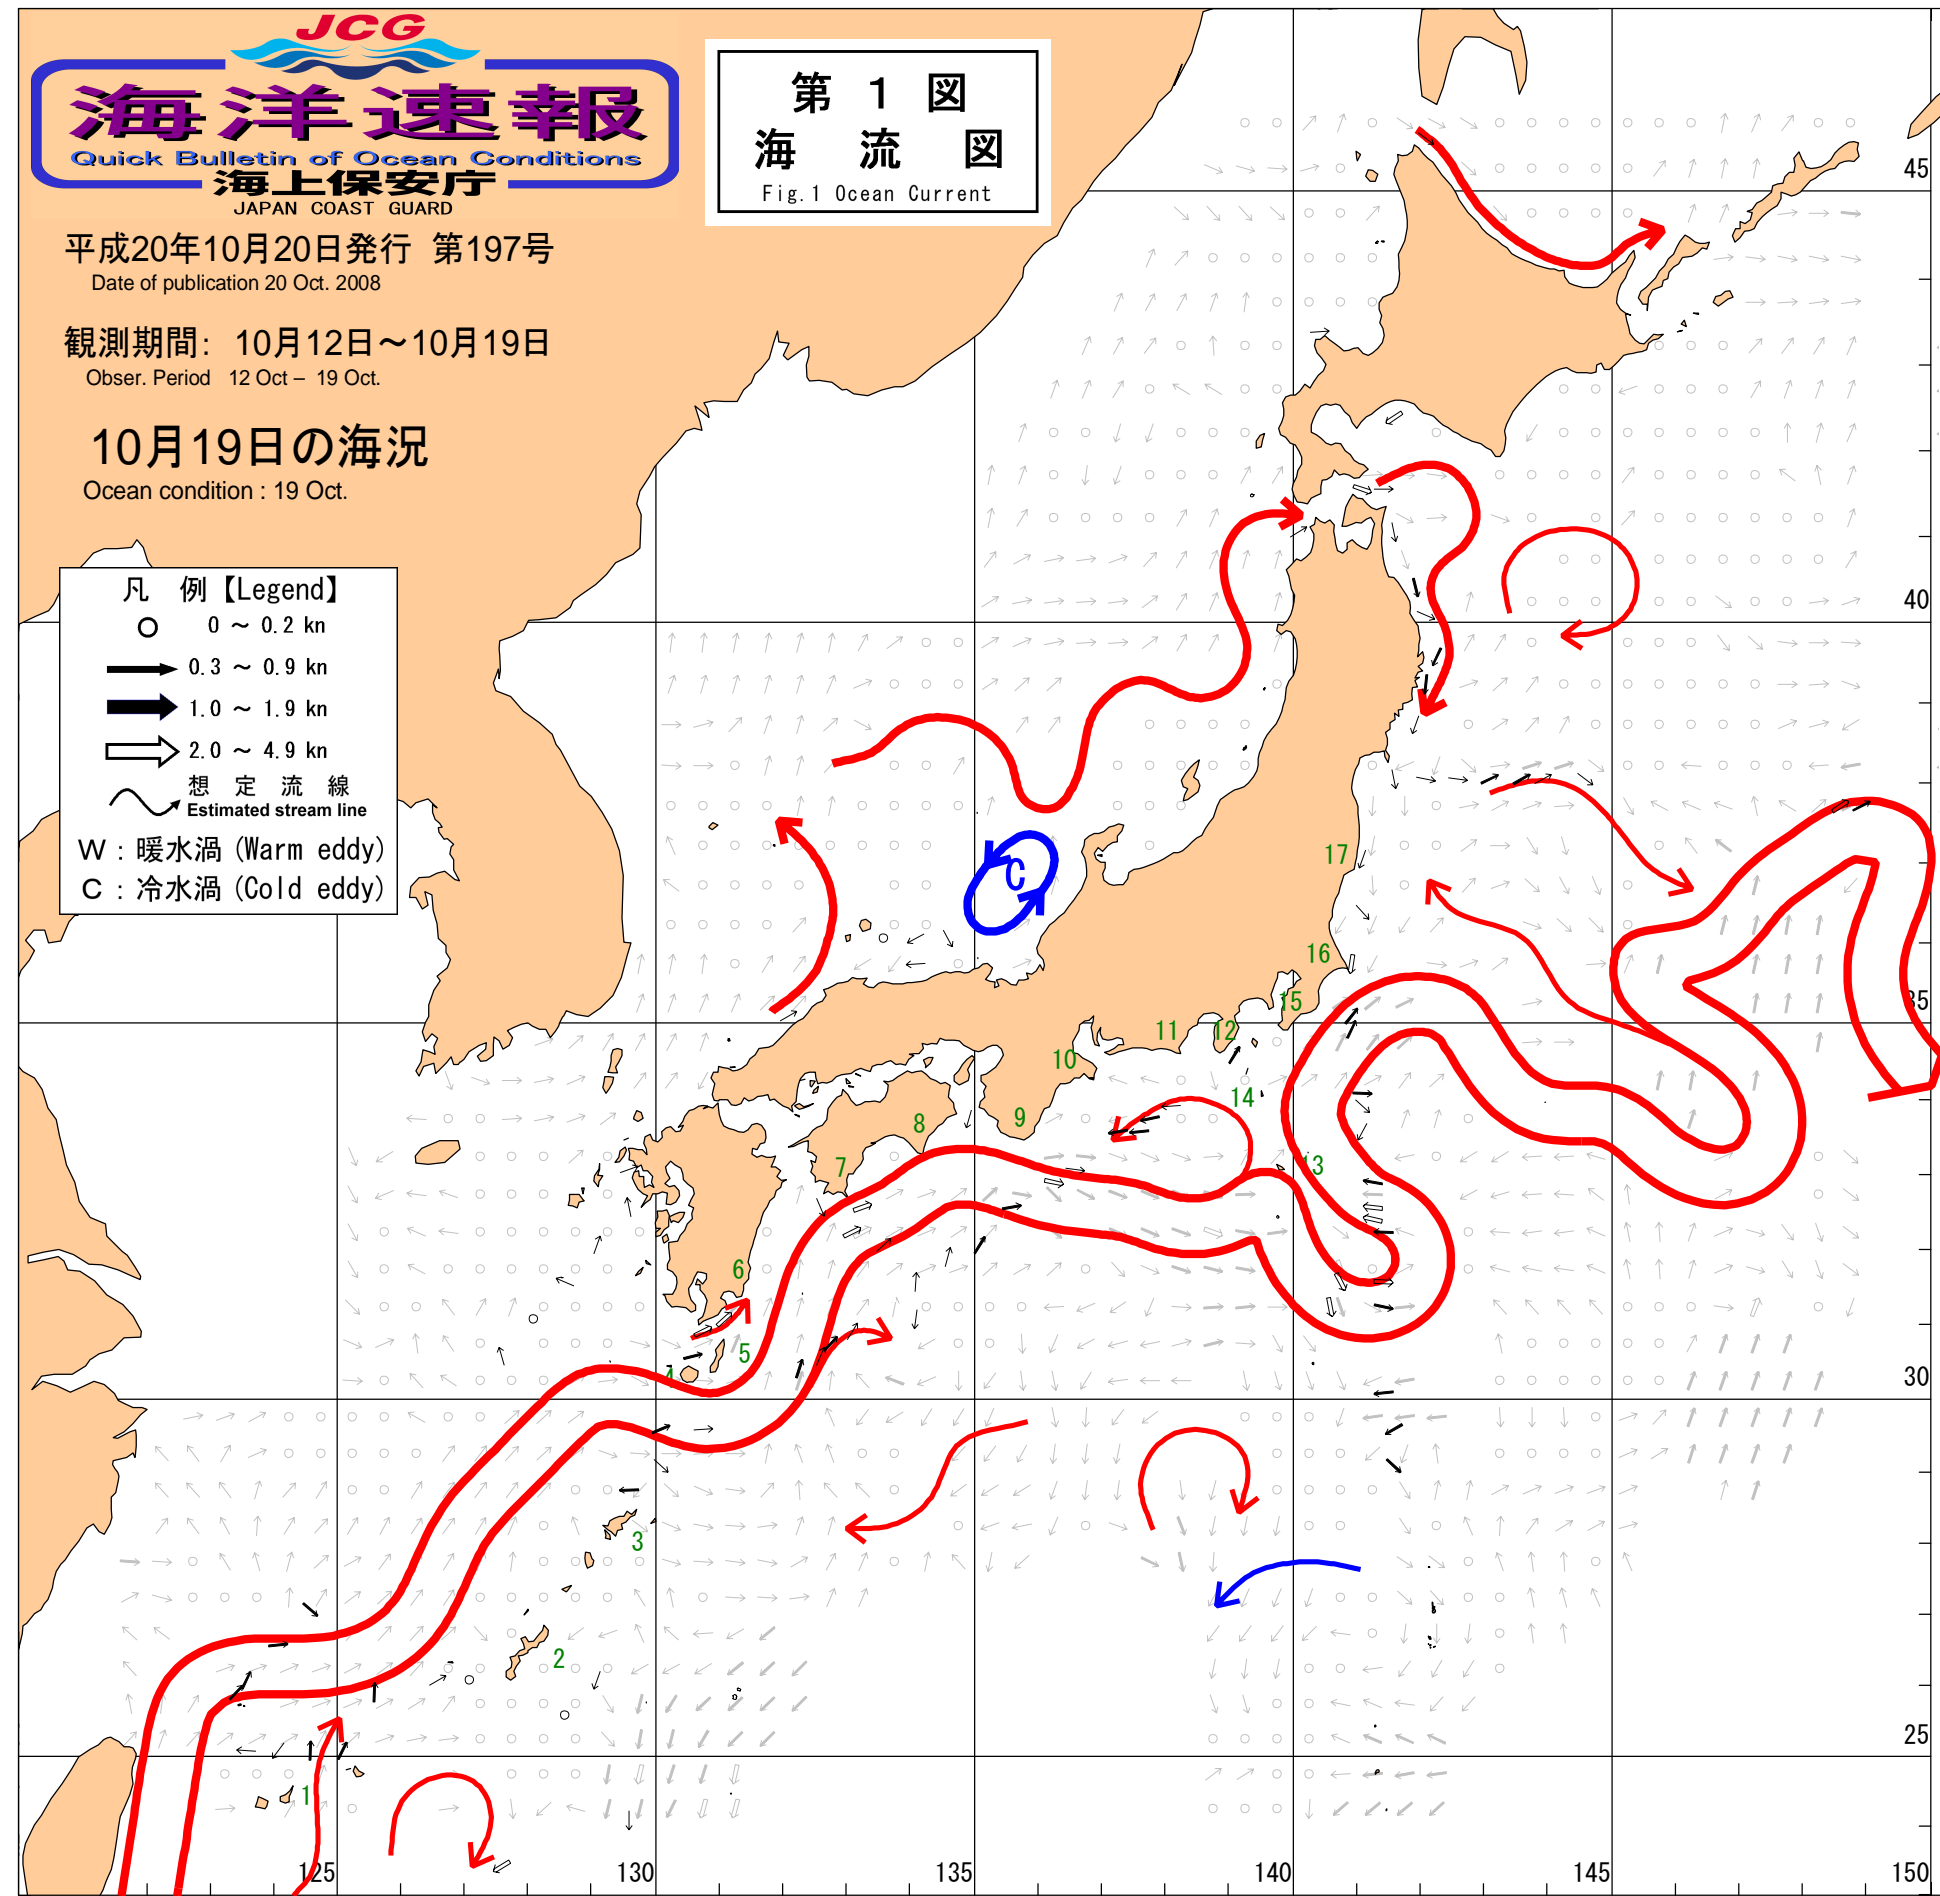 JCG
海洋速報
Quick Bulletin of Ocean Conditions
海上保安庁
JAPAN COAST GUARD
第 1 図
海 流 図
Fig.1 Ocean Current
平成20年10月20日発行 第197号
Date of publication 20 Oct. 2008
観測期間: 10月12日～10月19日
Obser. Period 12 Oct – 19 Oct.
10月19日の海況
Ocean condition : 19 Oct.
凡 例【Legend】
0 ～ 0.2 kn
0.3 ～ 0.9 kn
1.0 ～ 1.9 kn
2.0 ～ 4.9 kn
想 定 流 線
Estimated stream line
W : 暖水渦 (Warm eddy)
C : 冷水渦 (Cold eddy)
45
40
17
C
16
35
15
11
12
10
14
9
8
13
7
6
5
4
30
3
2
25
1
125
130
135
140
145
150